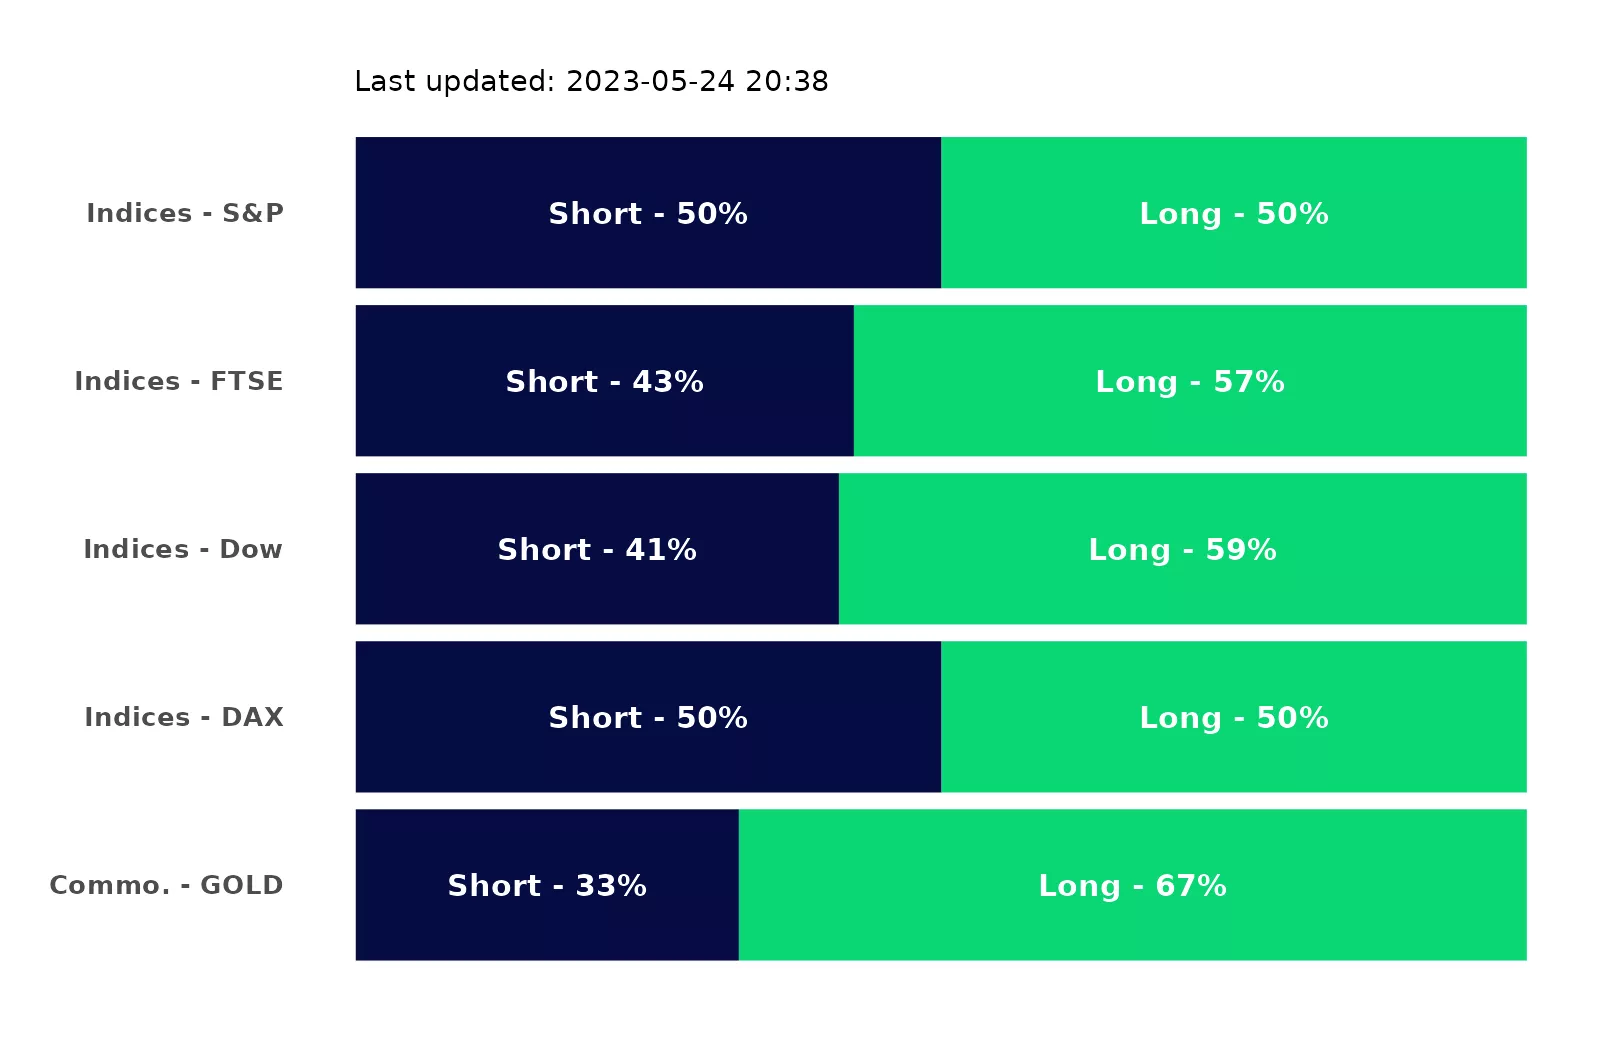 Last updated: 2023-05-24 20:38
Indices - S&P Short - 50% Long - 50%
Indices - FTSE Short - 43% Long - 57%
Indices - Dow Short - 41% Long - 59%
Indices - DAX Short - 50% Long - 50%
Commo. - GOLD Short - 33% Long - 67%